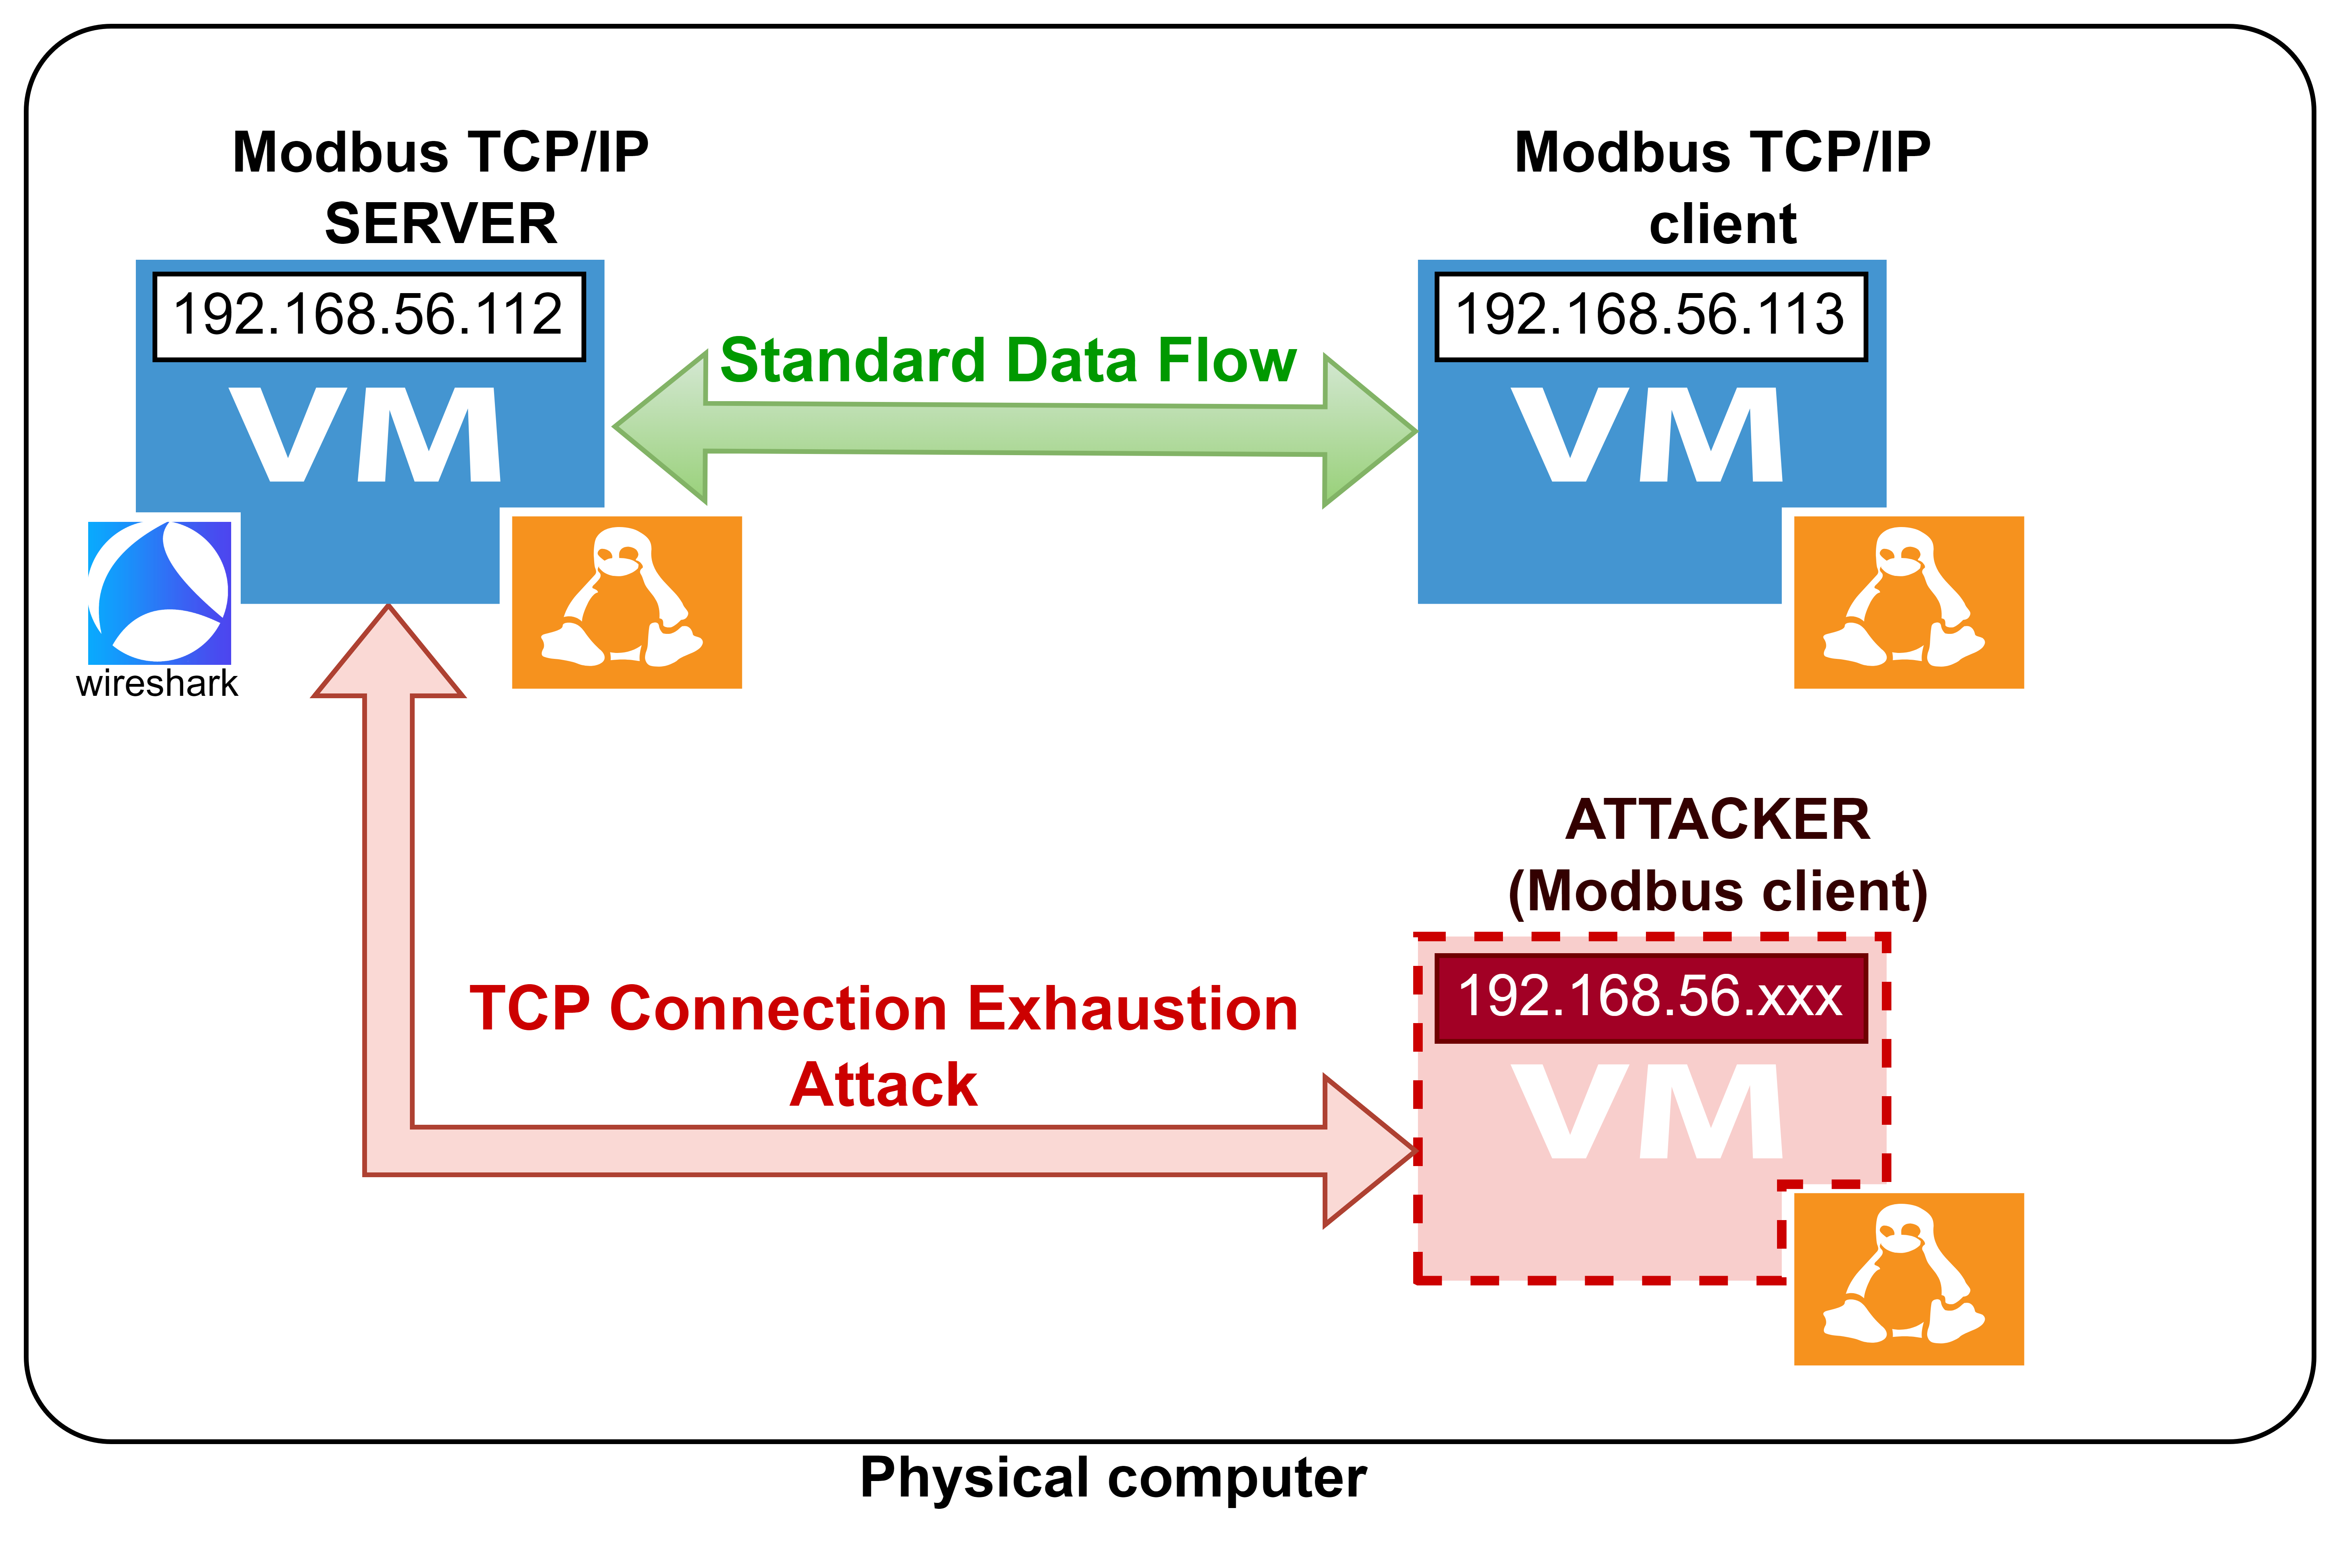 Modbus TCP/IP
SERVER
192.168.56.112
VM
wireshark
Standard Data Flow
Modbus TCP/IP
client
192.168.56.113
VM
TCP Connection Exhaustion
Attack
ATTACKER
(Modbus client)
192.168.56.xxx
VM
Physical computer